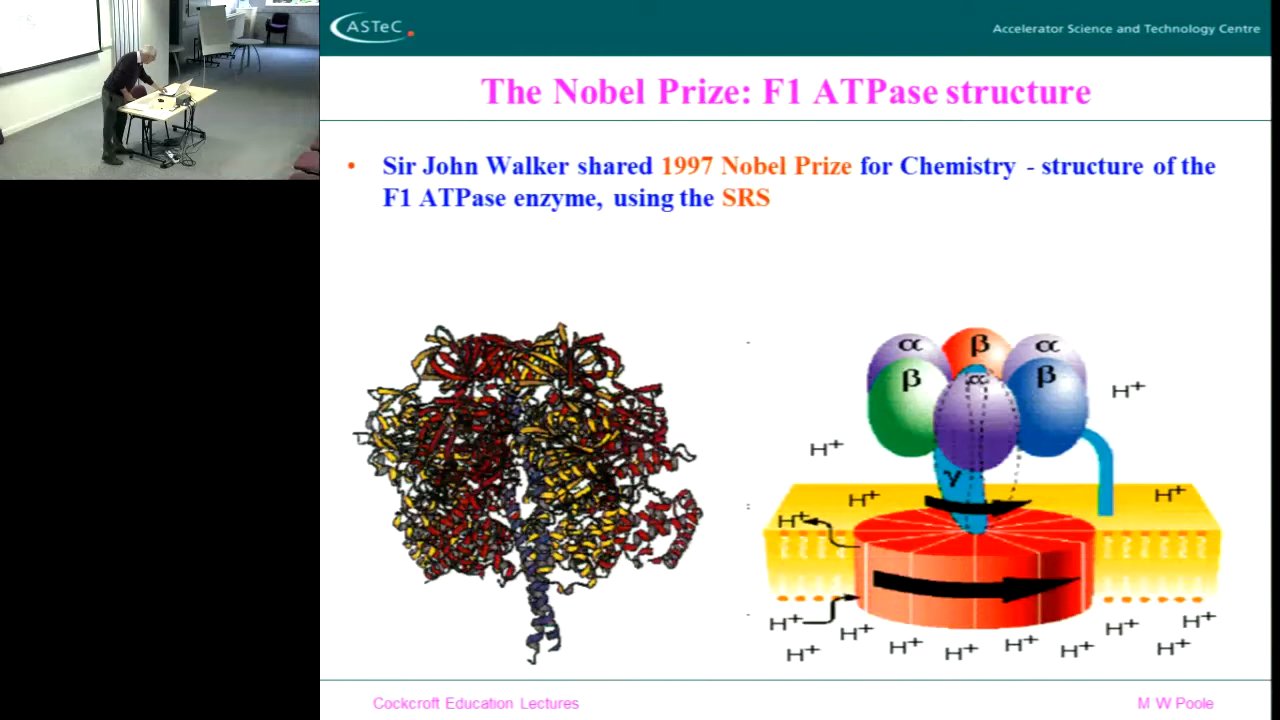 ASTeC
Accelerator Science and Technology Centre
The Nobel Prize: F1 ATPase structure
• Sir John Walker shared 1997 Nobel Prize for Chemistry - structure of the
F1 ATPase enzyme, using the SRS
α β α
β α β
H+
H+
γ
H+ H+
H+
H+
H+ H+ H+ H+ H+ H+ H+ H+
Cockcroft Education Lectures
M W Poole